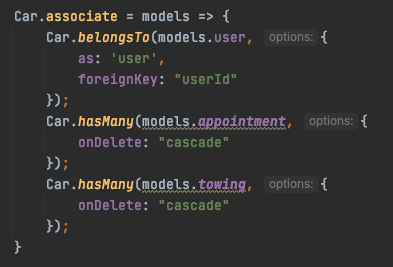 Car.associate = models => {
Car.belongsTo(models.user, options: {
as: 'user',
foreignKey: "userId"
});
Car.hasMany(models.appointment, options: {
onDelete: "cascade"
});
Car.hasMany(models.towing, options: {
onDelete: "cascade"
});
}